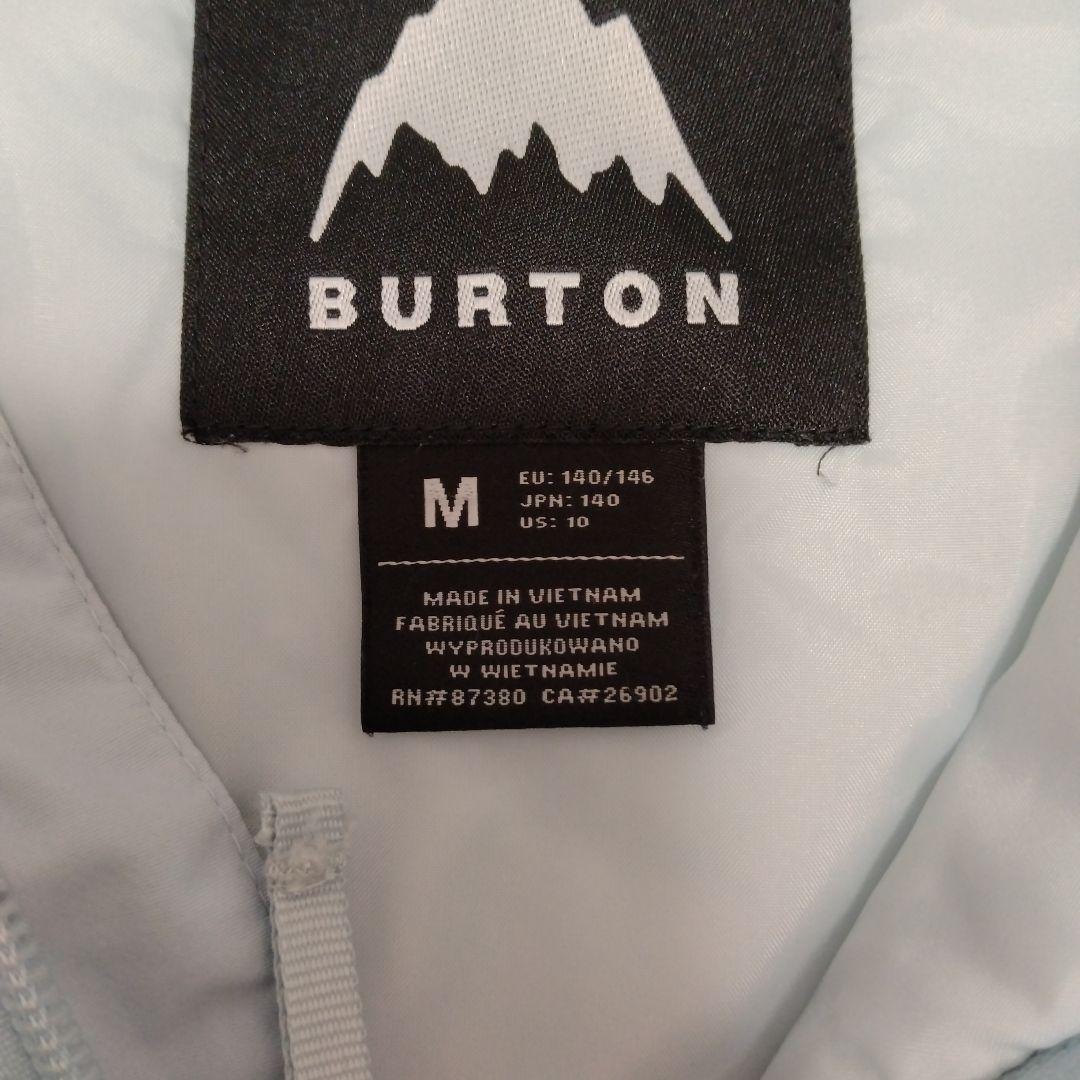 BURTON
M
EU: 140/146
JPN: 140
US: 10
MADE IN VIETNAM
FABRIQUÉ AU VIETNAM
WYPRODUKOWANO
W WIETNAMIE
RN#87380 CA#26902